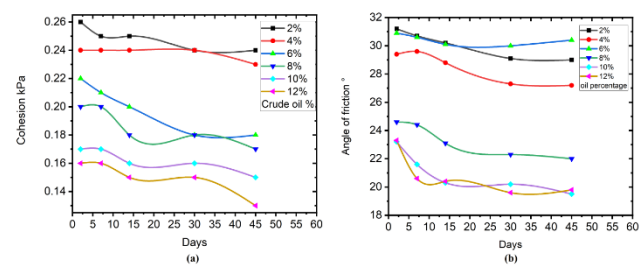 Cohesion kPa
0.26
0.24
0.22
0.20
0.18
0.16
0.14
2%
4%
6%
8%
10%
12%
Crude oil %
0 5 10 15 20 25 30 35 40 45 50 55 60
Days
(a)
Angle of friction °
32
30
28
26
24
22
20
18
2%
4%
6%
8%
10%
12%
oil percentage
0 5 10 15 20 25 30 35 40 45 50 55 60
Days
(b)